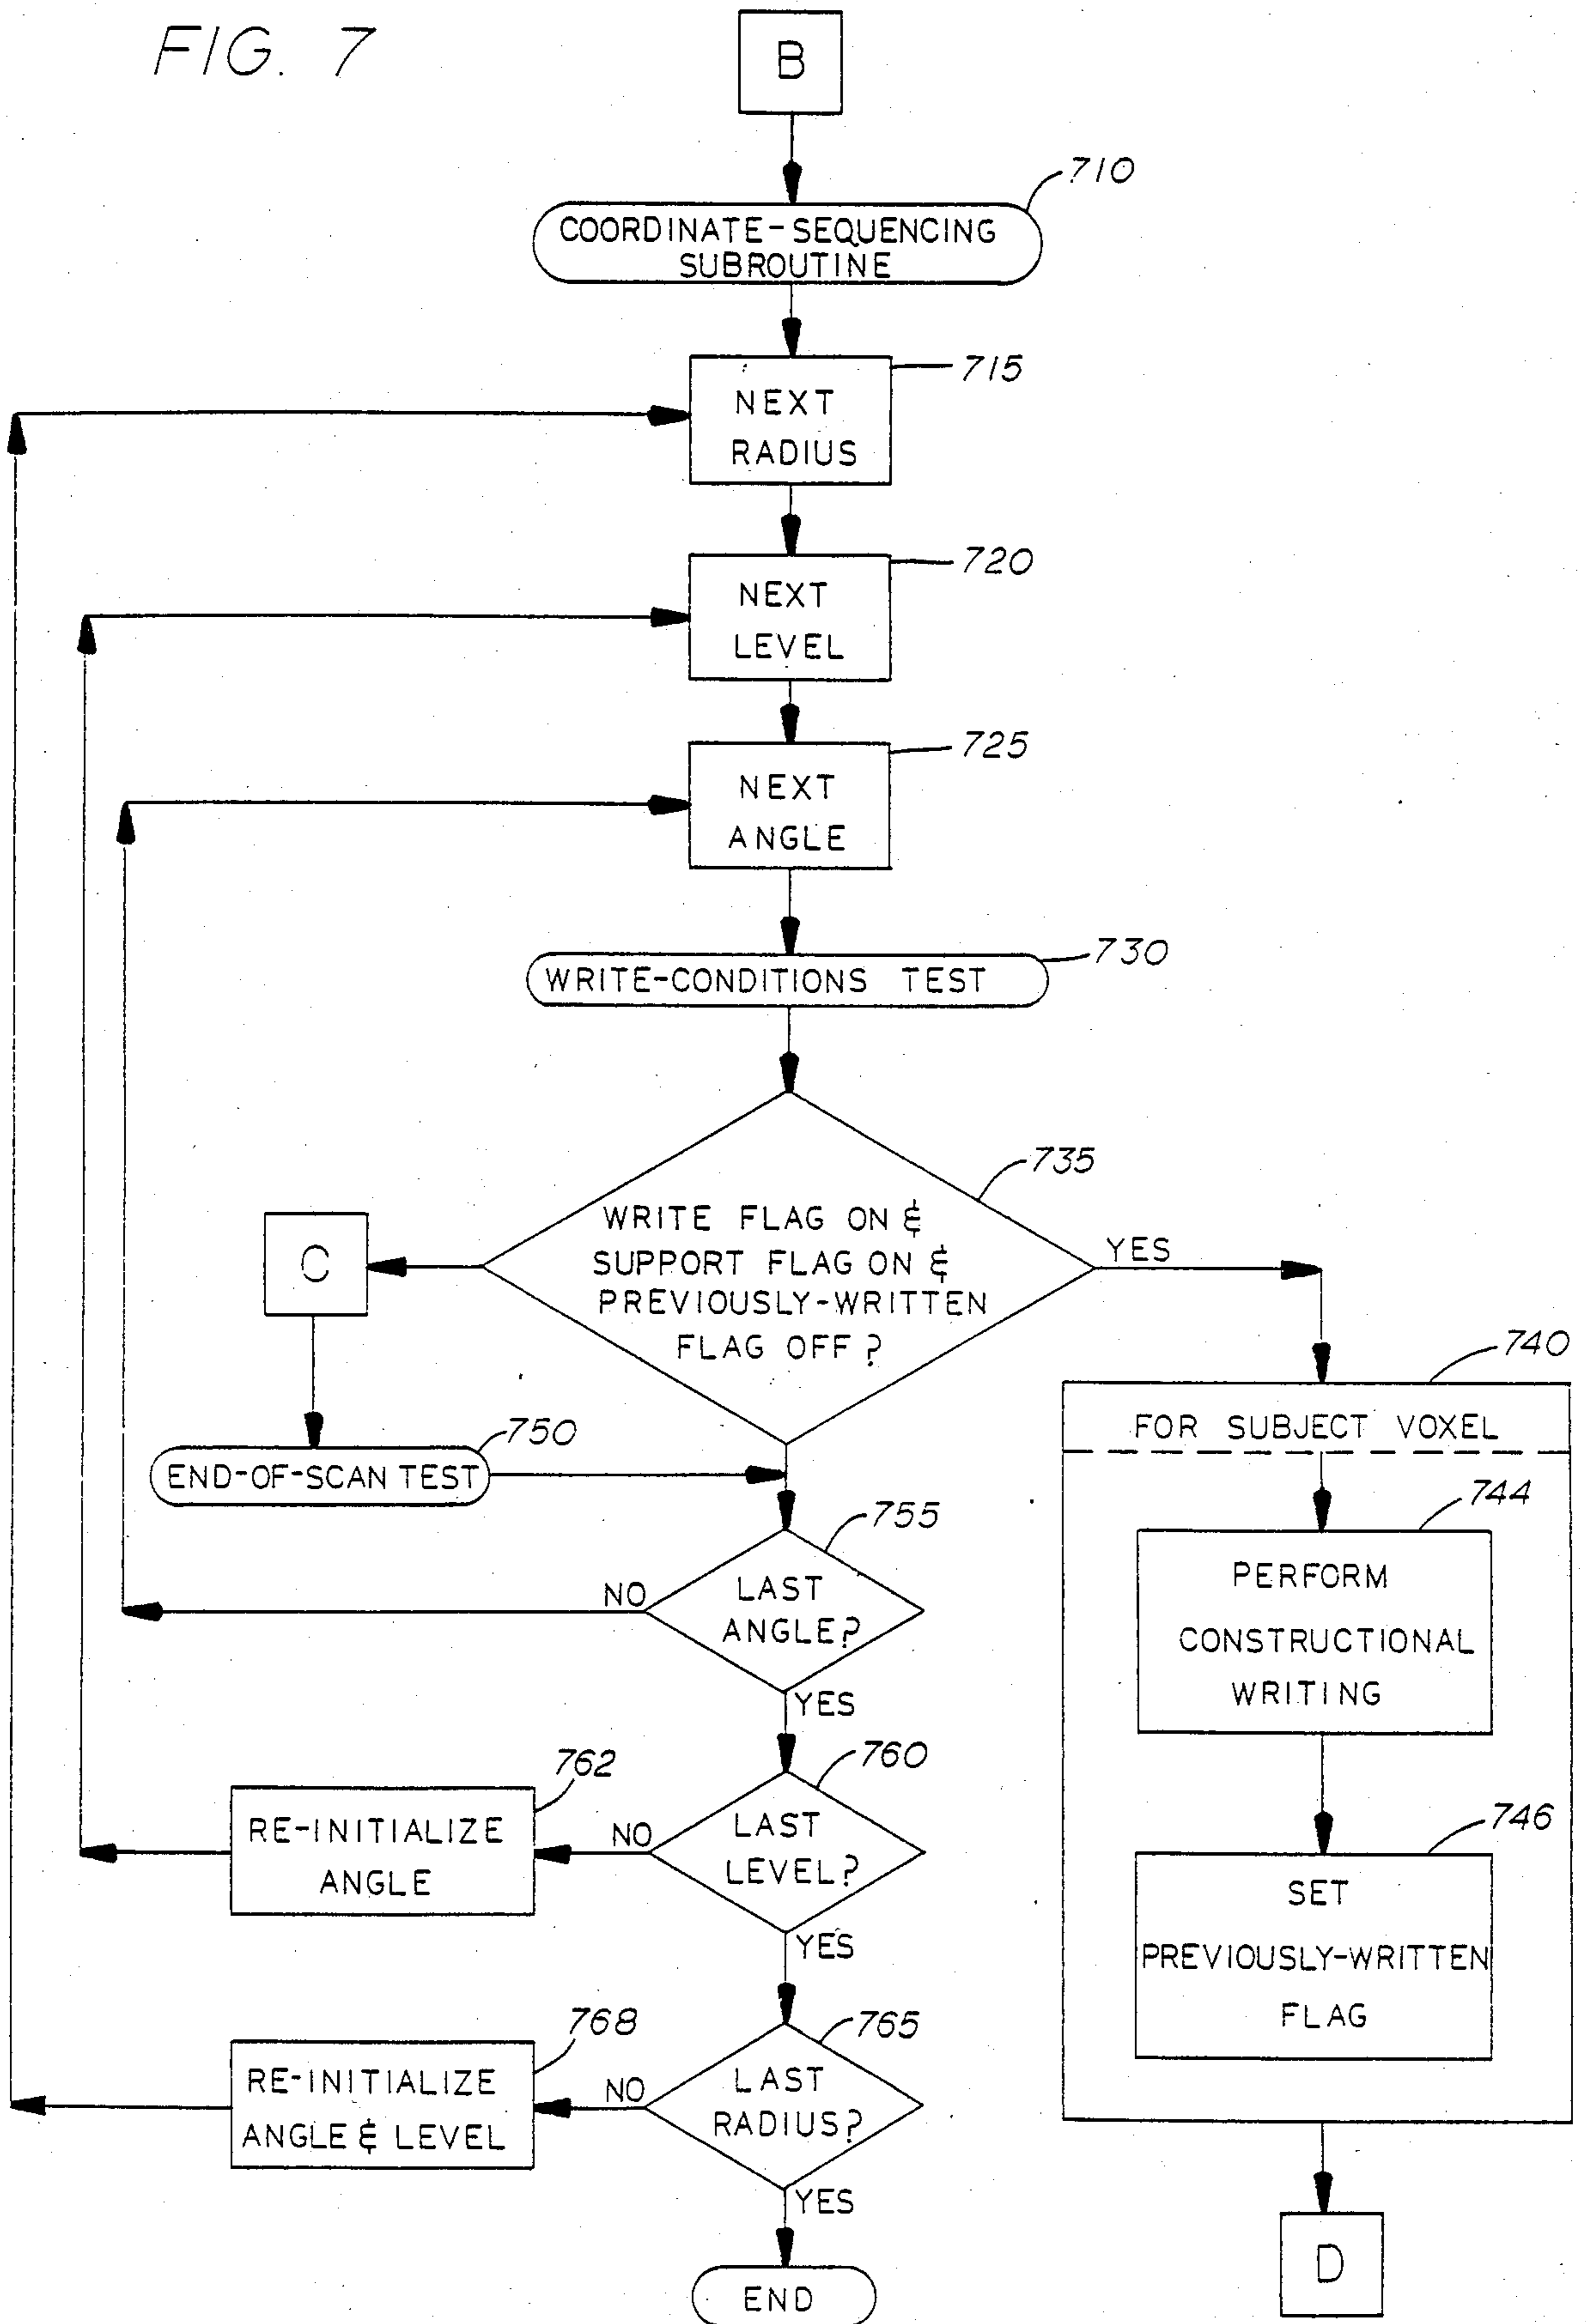 FIG. 7
B
710
COORDINATE-SEQUENCING
SUBROUTINE
715
NEXT
RADIUS
720
NEXT
LEVEL
725
NEXT
ANGLE
730
WRITE-CONDITIONS TEST
735
WRITE FLAG ON &
SUPPORT FLAG ON &
PREVIOUSLY-WRITTEN
FLAG OFF?
YES
C
740
FOR SUBJECT VOXEL
750
END-OF-SCAN TEST
744
PERFORM
CONSTRUCTIONAL
WRITING
755
LAST
ANGLE?
NO
YES
760
LAST
LEVEL?
NO
762
RE-INITIALIZE
ANGLE
746
SET
PREVIOUSLY-WRITTEN
FLAG
YES
765
LAST
RADIUS?
NO
768
RE-INITIALIZE
ANGLE & LEVEL
YES
END
D